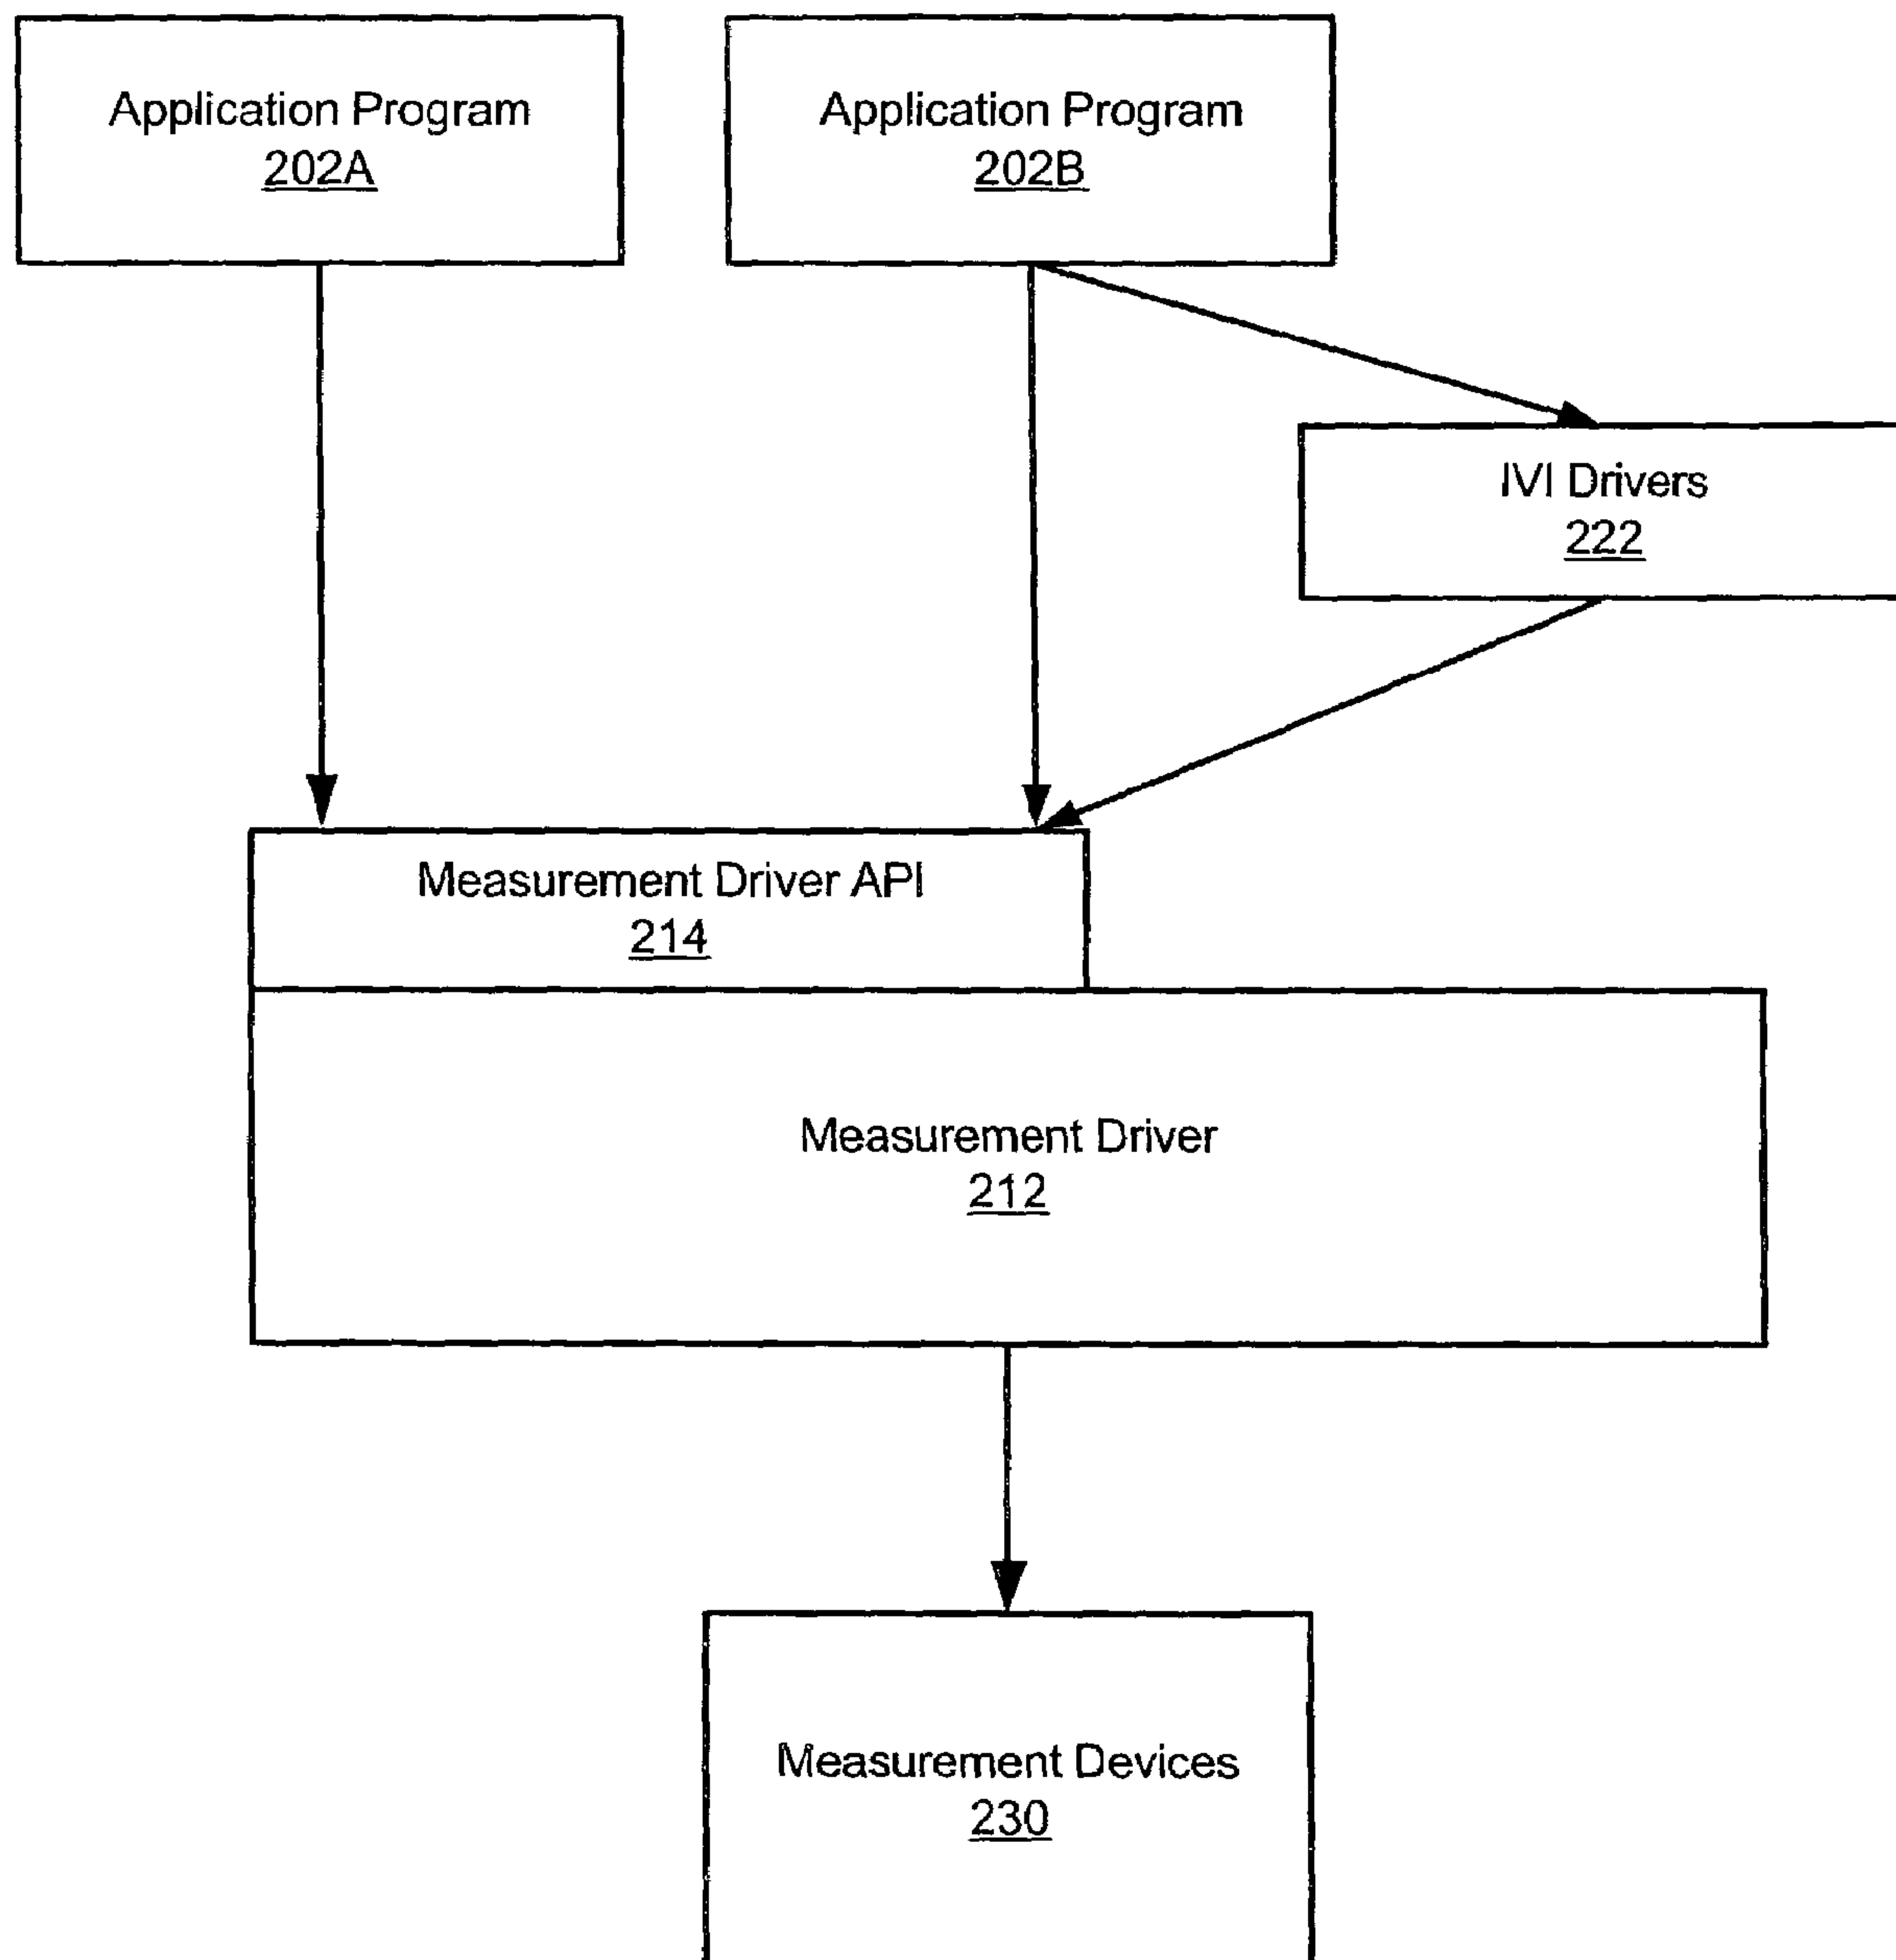 Application Program
202A
Application Program
202B
IVI Drivers
222
Measurement Driver API
214
Measurement Driver
212
Measurement Devices
230